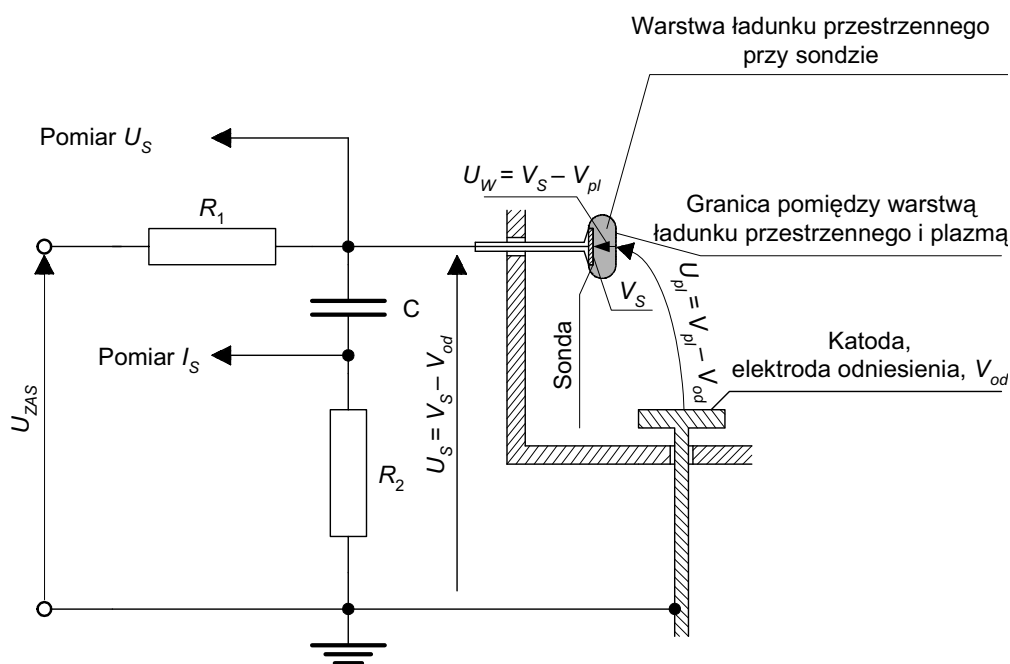 Warstwa ładunku przestrzennego
przy sondzie
Pomiar U_S
U_W = V_S – V_pl
R_1
Granica pomiędzy warstwą
ładunku przestrzennego i plazmą
C
V_S
U_pl = V_pl – V_od
Pomiar I_S
Sonda
Katoda,
elektroda odniesienia, V_od
U_ZAS
U_S = V_S – V_od
R_2